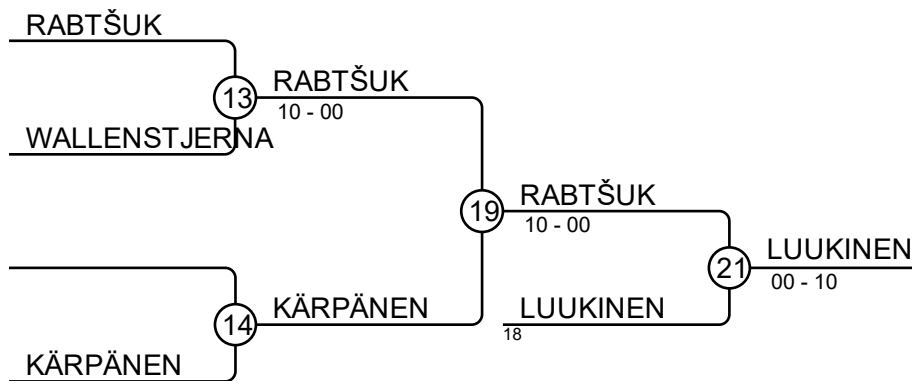 RABTŠUK
13
RABTŠUK
10 - 00
WALLENSTJERNA
19
RABTŠUK
10 - 00
21
LUUKINEN
00 - 10
14
KÄRPÄNEN
LUUKINEN
18
KÄRPÄNEN